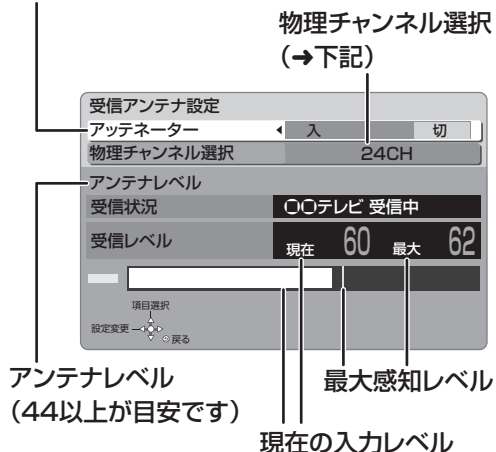 物理チャンネル選択
(➜下記)
受信アンテナ設定
アッテネーター 入 切
物理チャンネル選択 24CH
アンテナレベル
受信状況 〇〇テレビ 受信中
受信レベル 現在 60 最大 62
項目選択
設定変更
戻る
アンテナレベル
(44以上が目安です)
最大感知レベル
現在の入力レベル